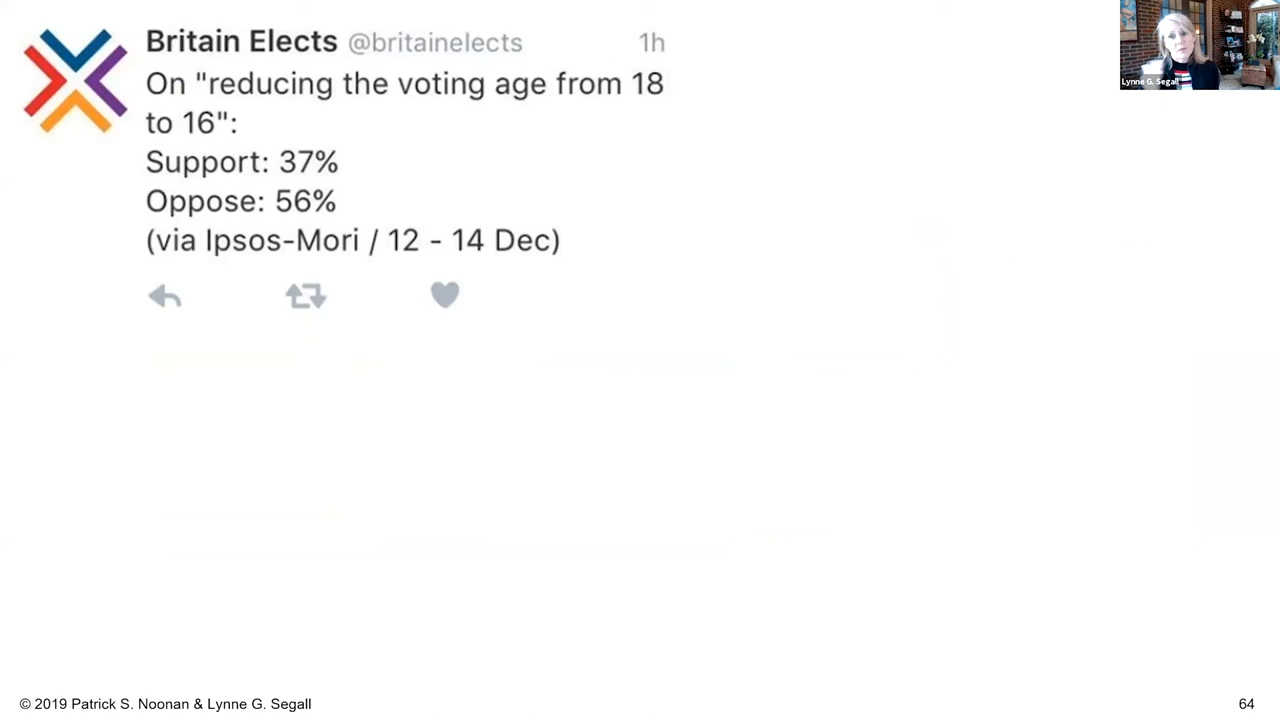 Britain Elects @britainelects 1h
On "reducing the voting age from 18
to 16":
Support: 37%
Oppose: 56%
(via Ipsos-Mori / 12 - 14 Dec)
Lynne G. Segall
© 2019 Patrick S. Noonan & Lynne G. Segall
64